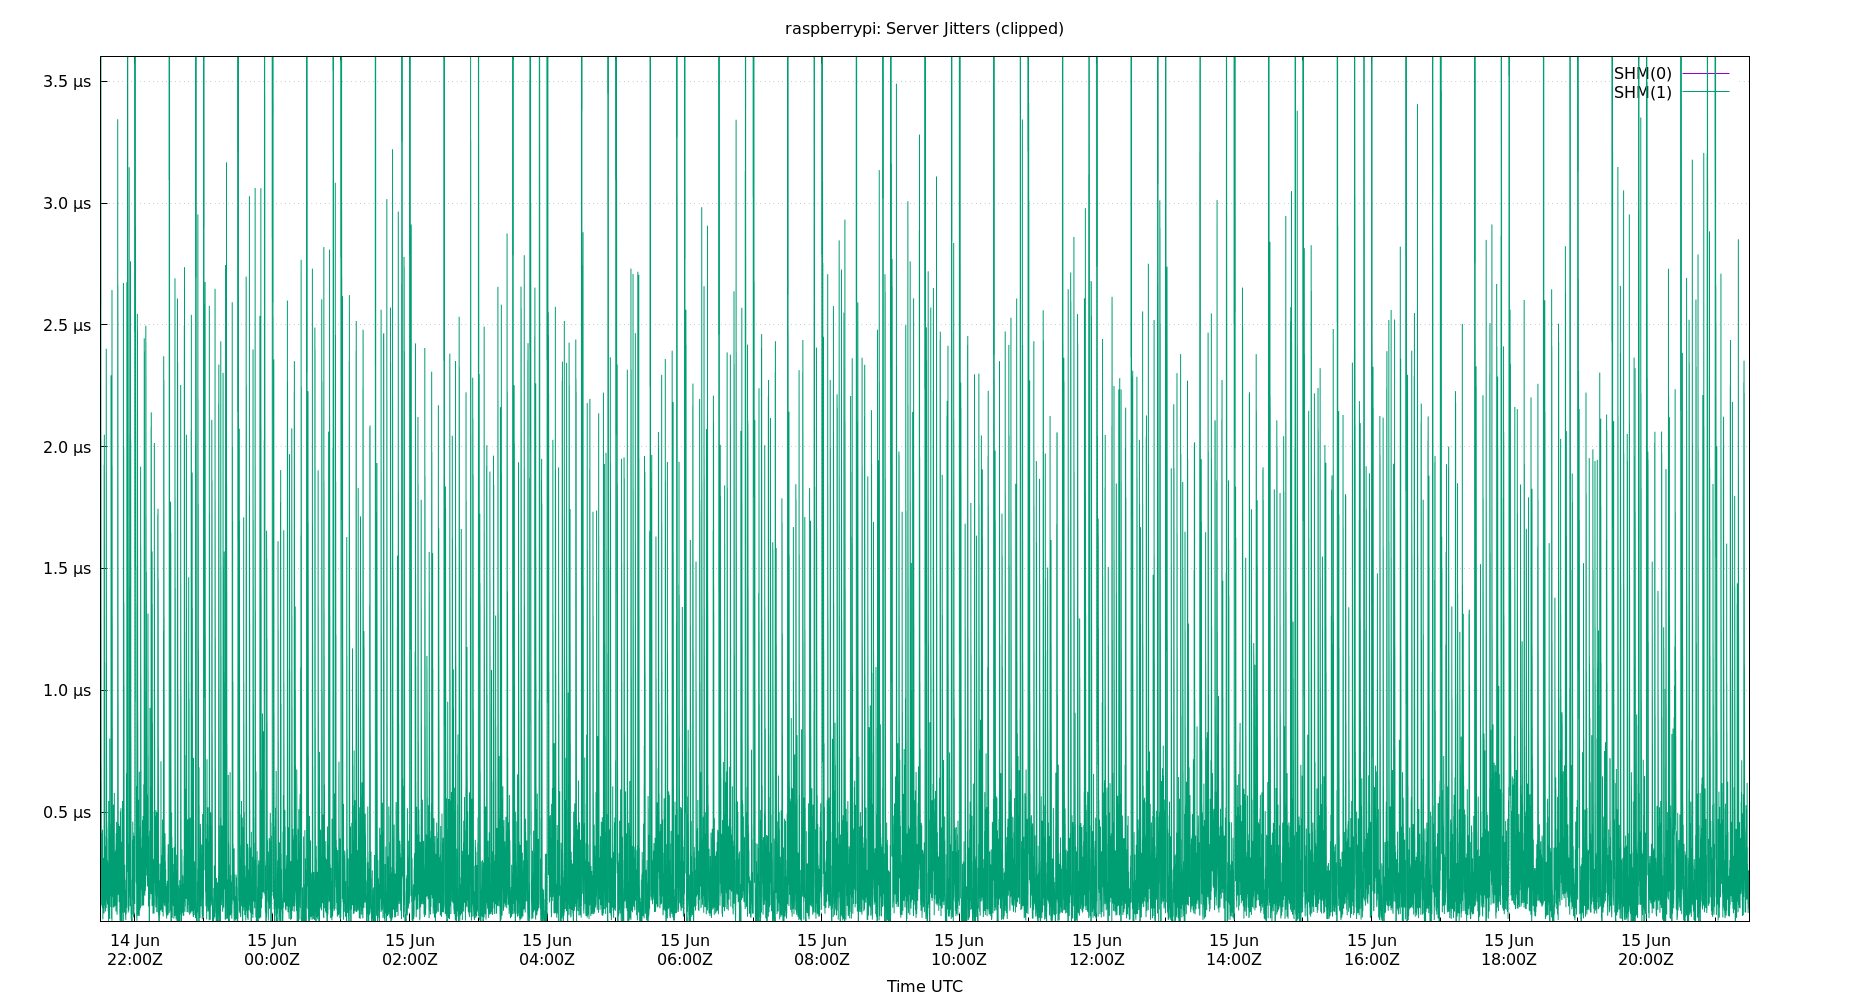 raspberrypi: Server Jitters (clipped)
3.5 µs
3.0 µs
2.5 µs
2.0 µs
1.5 µs
1.0 µs
0.5 µs
SHM(0)
SHM(1)
14 Jun
22:00Z
15 Jun
00:00Z
15 Jun
02:00Z
15 Jun
04:00Z
15 Jun
06:00Z
15 Jun
08:00Z
15 Jun
10:00Z
15 Jun
12:00Z
15 Jun
14:00Z
15 Jun
16:00Z
15 Jun
18:00Z
15 Jun
20:00Z
Time UTC